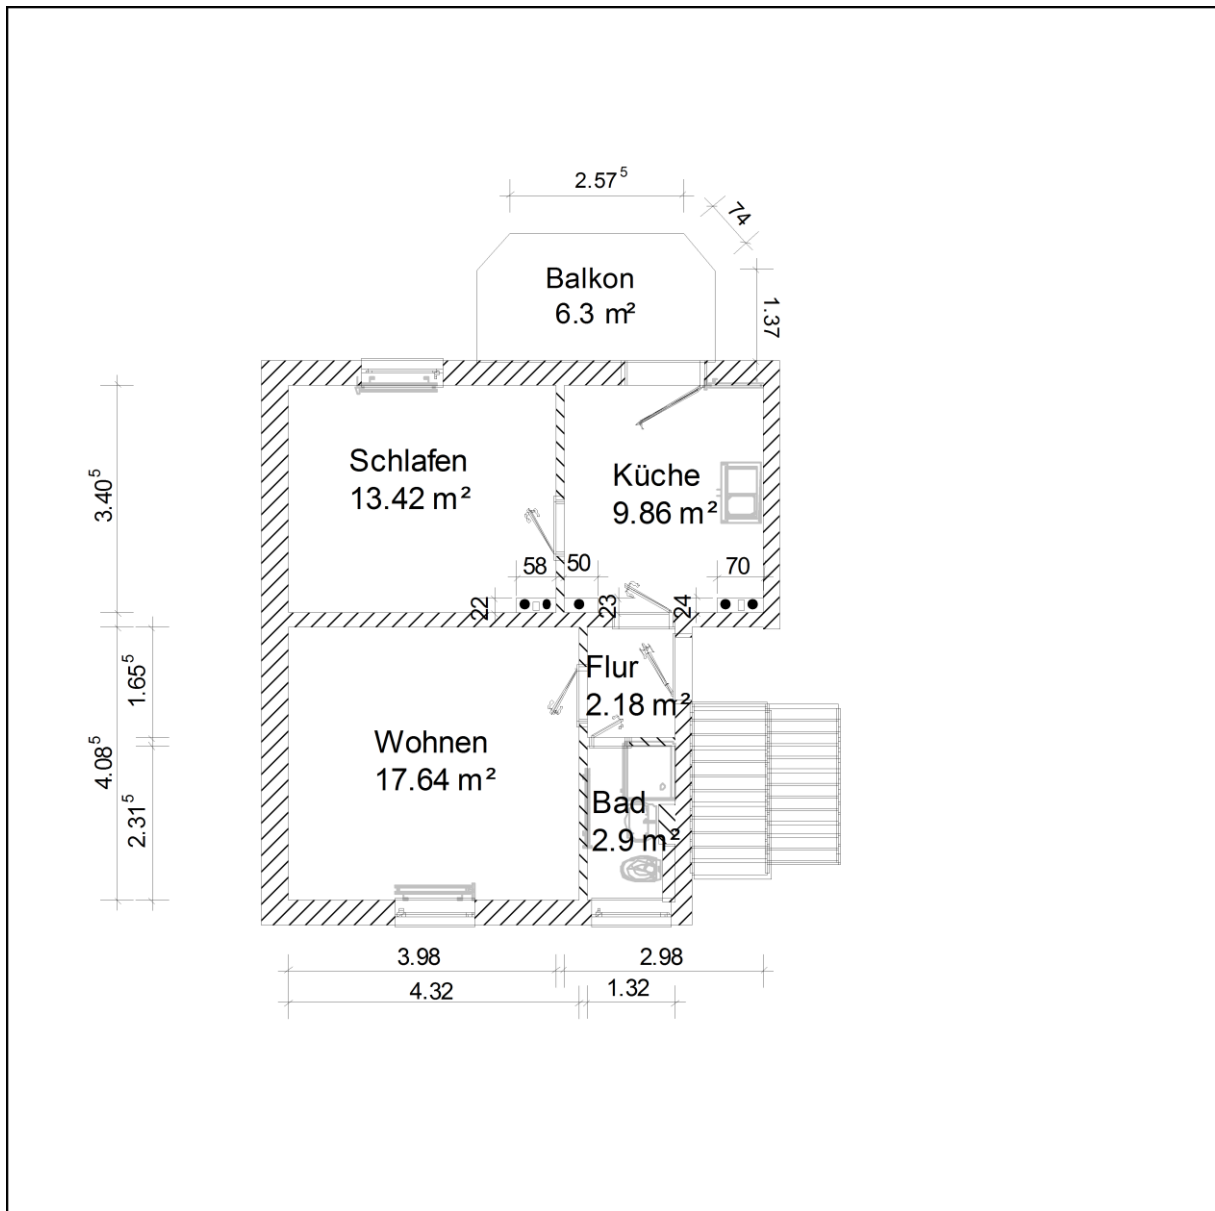 2.57⁵
74
Balkon
6.3 m²
1.37
3.40⁵
Schlafen
13.42 m²
Küche
9.86 m²
58
50
70
22
23
24
1.65⁵
Flur
2.18 m²
4.08⁵
Wohnen
17.64 m²
2.31⁵
Bad
2.9 m²
3.98
2.98
4.32
1.32